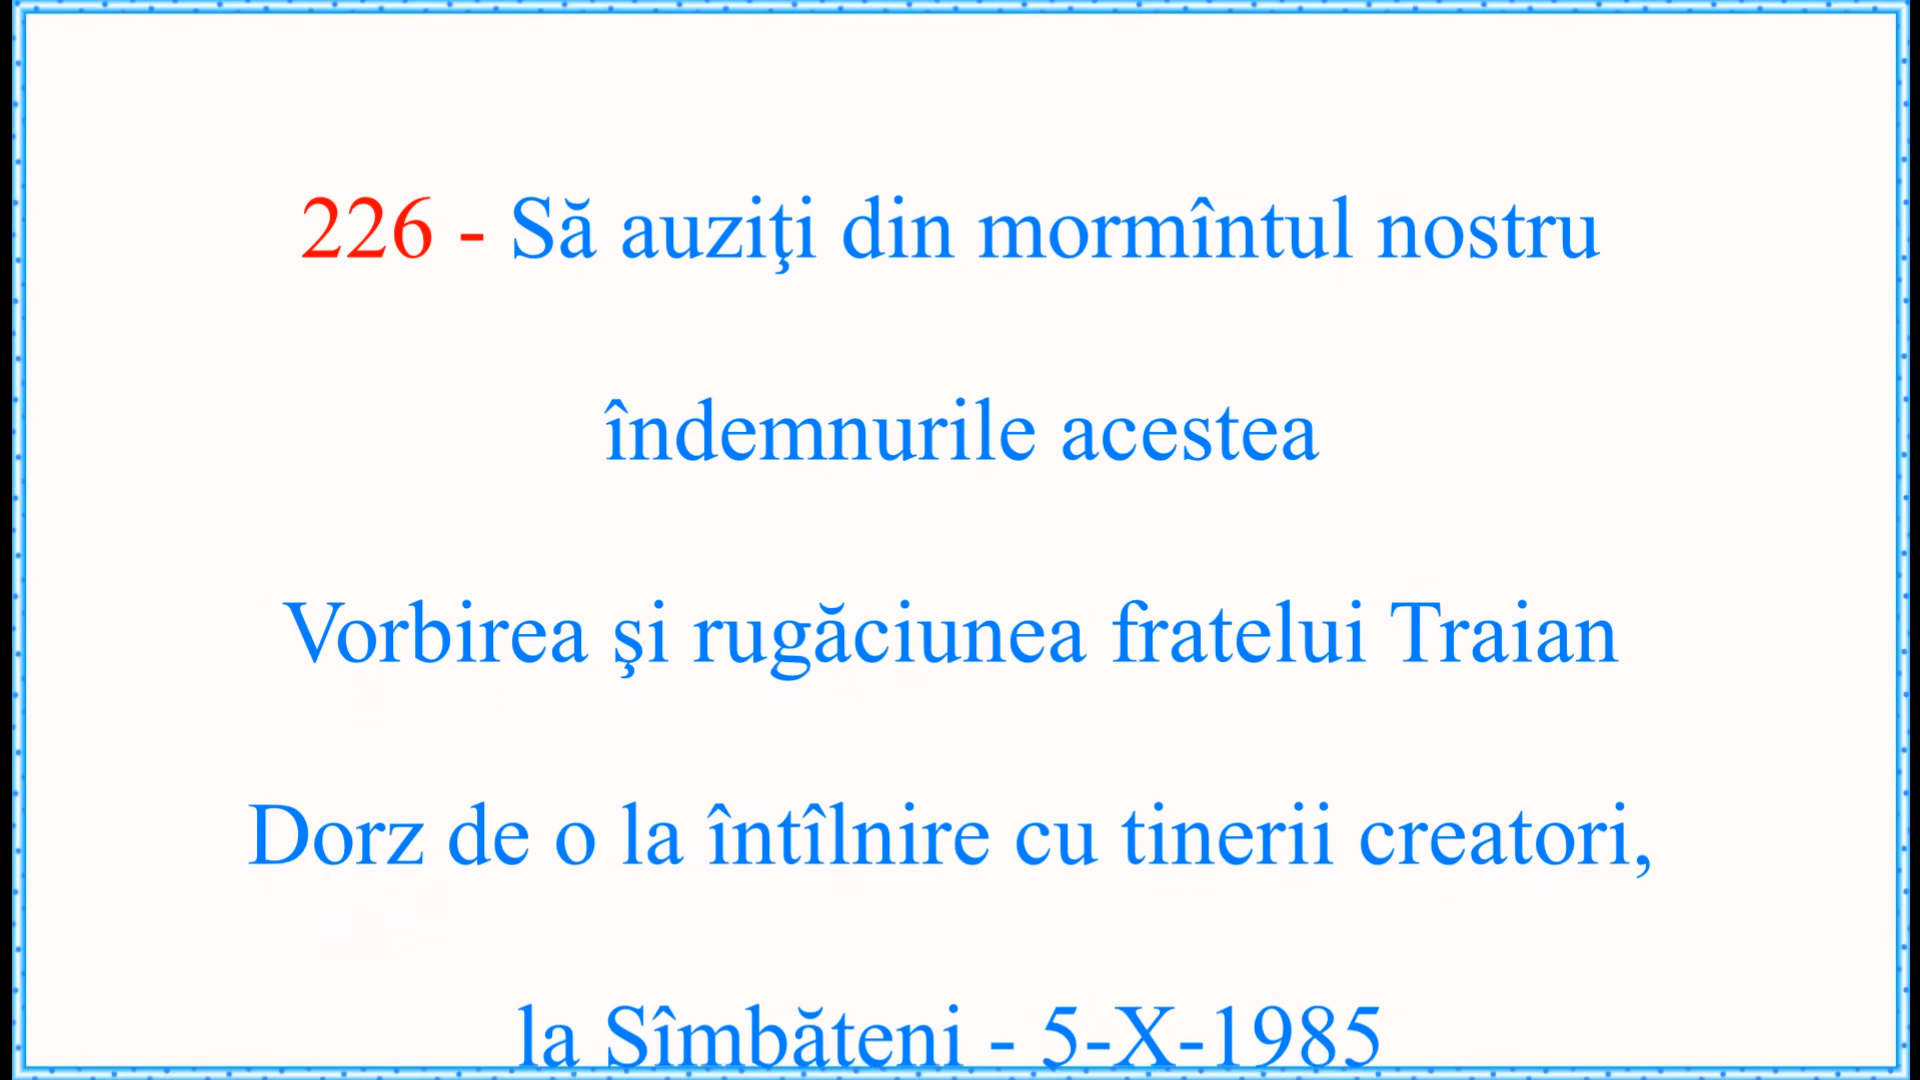 226 - Să auziţi din mormîntul nostru
îndemnurile acestea
Vorbirea şi rugăciunea fratelui Traian
Dorz de o la întîlnire cu tinerii creatori,
la Sîmbăteni - 5-X-1985